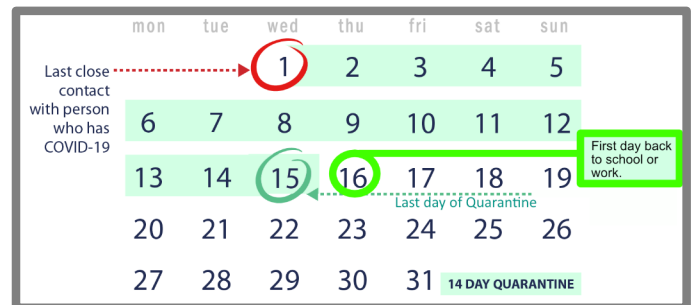 mon tue wed thu fri sat sun
Last close
contact
with person
who has
COVID-19
1 2 3 4 5
6 7 8 9 10 11 12
First day back
to school or
work.
13 14 15 16 17 18 19
Last day of Quarantine
20 21 22 23 24 25 26
27 28 29 30 31 14 DAY QUARANTINE